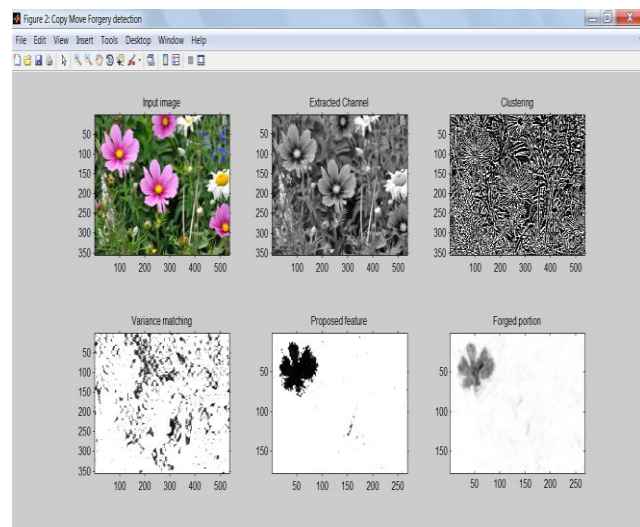 Figure 2: Copy Move Forgery detection
File Edit View Insert Tools Desktop Window Help
Input image
Extracted Channel
Clustering
50
100
150
200
250
300
350
100 200 300 400 500
50
100
150
200
250
300
350
100 200 300 400 500
50
100
150
200
250
300
350
100 200 300 400 500
Variance matching
Proposed feature
Forged portion
50
100
150
200
250
300
350
100 200 300 400 500
50
100
150
50 100 150 200 250
50
100
150
50 100 150 200 250